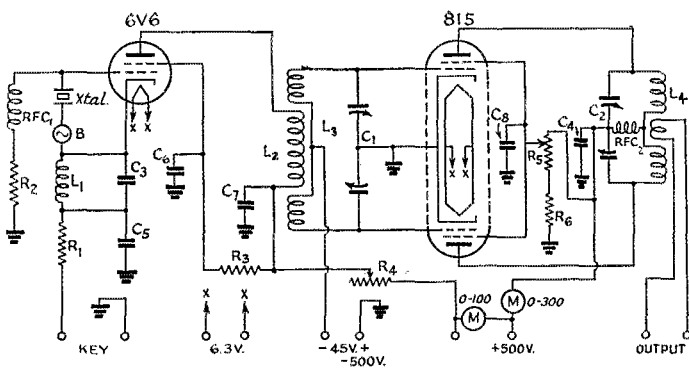 6V6
815
RFC1
Xtal.
B
X X
C3
C6
L1
R2
C5
R1
L2
L3
C7
R3
C1
R4
X X
C8
R5
R6
C4
C2
RFC2
L4
X X
0-100
M
M
0-300
KEY
6.3V.
-45V.+
-500V.
+500V.
OUTPUT